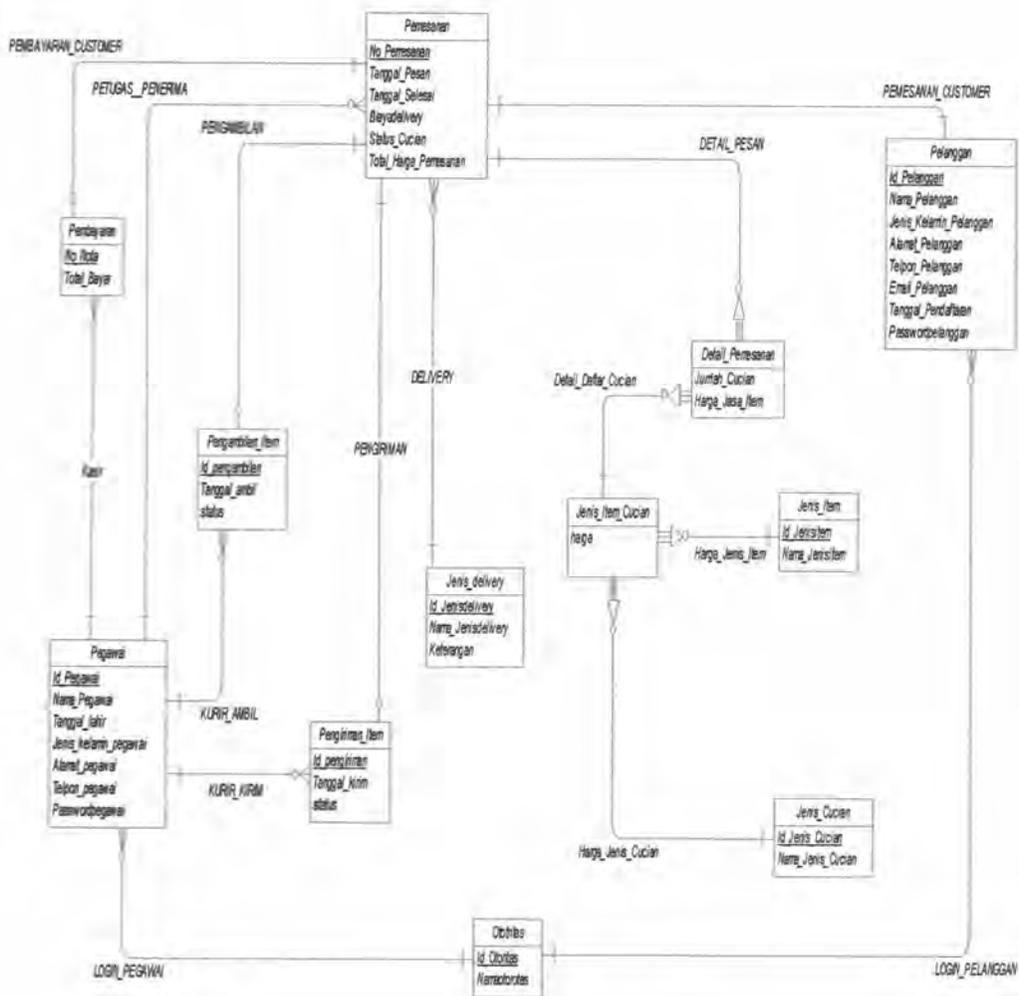 Pemesanan
No_Pemesanan
Tanggal_Pesan
Tanggal_Selesai
Biayadelivery
Status_Cucian
Total_Harga_Pemesanan
PEMBAYARAN_CUSTOMER
PETUGAS_PENERIMA
PENGAMBILAN
PEMESANAN_CUSTOMER
DETAIL_PESAN
Pelanggan
Id_Pelanggan
Nama_Pelanggan
Jenis_Kelamin_Pelanggan
Alamat_Pelanggan
Telpon_Pelanggan
Email_Pelanggan
Tanggal_Pendaftaran
Passwordpelanggan
Pembayaran
No_Nota
Total_Bayar
Detail_Pemesanan
Jumlah_Cucian
Harga_Jasa_Item
DELIVERY
Detail_Daftar_Cucian
Pengambilan_Item
Id_pengambilan
Tanggal_ambil
status
PENGIRIMAN
Kasir
Jenis_Item_Cucian
harga
Jenis_Item
Id_Jenisitem
Nama_Jenisitem
Harga_Jenis_Item
Jenis_delivery
Id_Jenisdelivery
Nama_Jenisdelivery
Keterangan
Pegawai
Id_Pegawai
Nama_Pegawai
Tanggal_lahir
Jenis_kelamin_pegawai
Alamat_pegawai
Telpon_pegawai
Passwordpegawai
KURIR_AMBIL
KURIR_KIRIM
Pengiriman_Item
Id_pengiriman
Tanggal_kirim
status
Jenis_Cucian
Id_Jenis_Cucian
Nama_Jenis_Cucian
Harga_Jenis_Cucian
Otoritas
Id_Otoritas
Namaotoritas
LOGIN_PEGAWAI
LOGIN_PELANGGAN